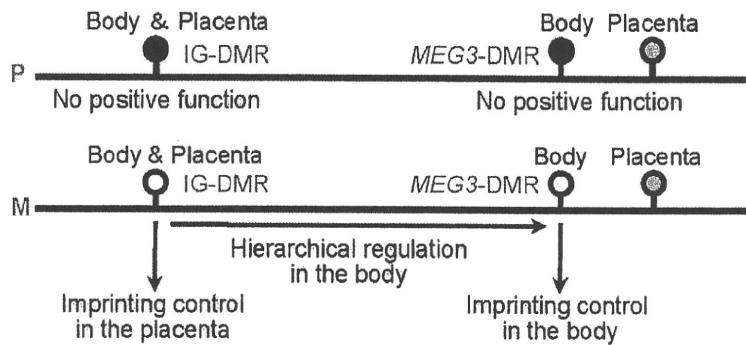 Body & Placenta Body Placenta
IG-DMR MEG3-DMR
P
No positive function No positive function
Body & Placenta Body Placenta
IG-DMR MEG3-DMR
M
Hierarchical regulation
in the body
Imprinting control Imprinting control
in the placenta in the body